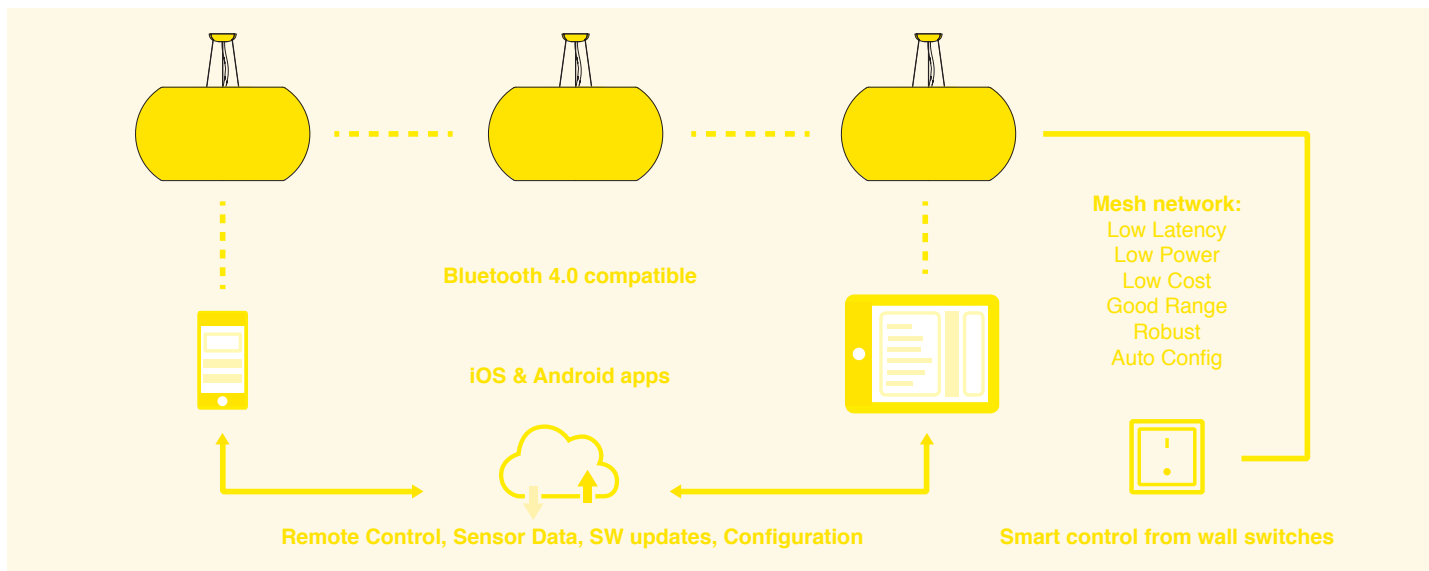 Mesh network:
Low Latency
Low Power
Low Cost
Good Range
Robust
Auto Config
Bluetooth 4.0 compatible
iOS & Android apps
Remote Control, Sensor Data, SW updates, Configuration
Smart control from wall switches